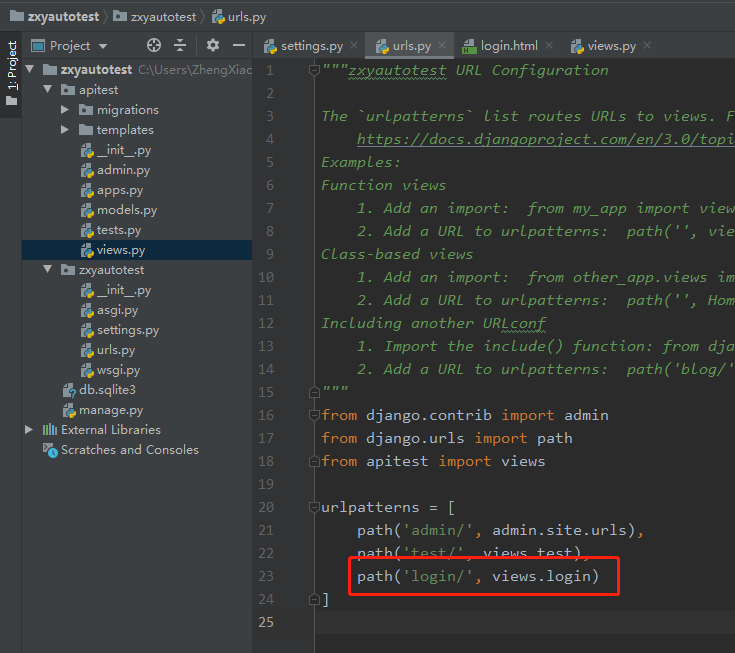 zxyautotest zxyautotest urls.py
1: Project
Project
settings.py urls.py login.html views.py
zxyautotest C:\Users\ZhengXiao
apitest
migrations
templates
__init__.py
admin.py
apps.py
models.py
tests.py
views.py
zxyautotest
__init__.py
asgi.py
settings.py
urls.py
wsgi.py
db.sqlite3
manage.py
External Libraries
Scratches and Consoles
1 """zxyautotest URL Configuration
2
3 The `urlpatterns` list routes URLs to views. F
4 https://docs.djangoproject.com/en/3.0/topi
5 Examples:
6 Function views
7 1. Add an import:  from my_app import view
8 2. Add a URL to urlpatterns:  path('', vie
9 Class-based views
10 1. Add an import:  from other_app.views im
11 2. Add a URL to urlpatterns:  path('', Hom
12 Including another URLconf
13 1. Import the include() function: from dja
14 2. Add a URL to urlpatterns:  path('blog/'
15 """
16 from django.contrib import admin
17 from django.urls import path
18 from apitest import views
19
20 urlpatterns = [
21 path('admin/', admin.site.urls),
22 path('test/', views.test),
23 path('login/', views.login)
24 ]
25